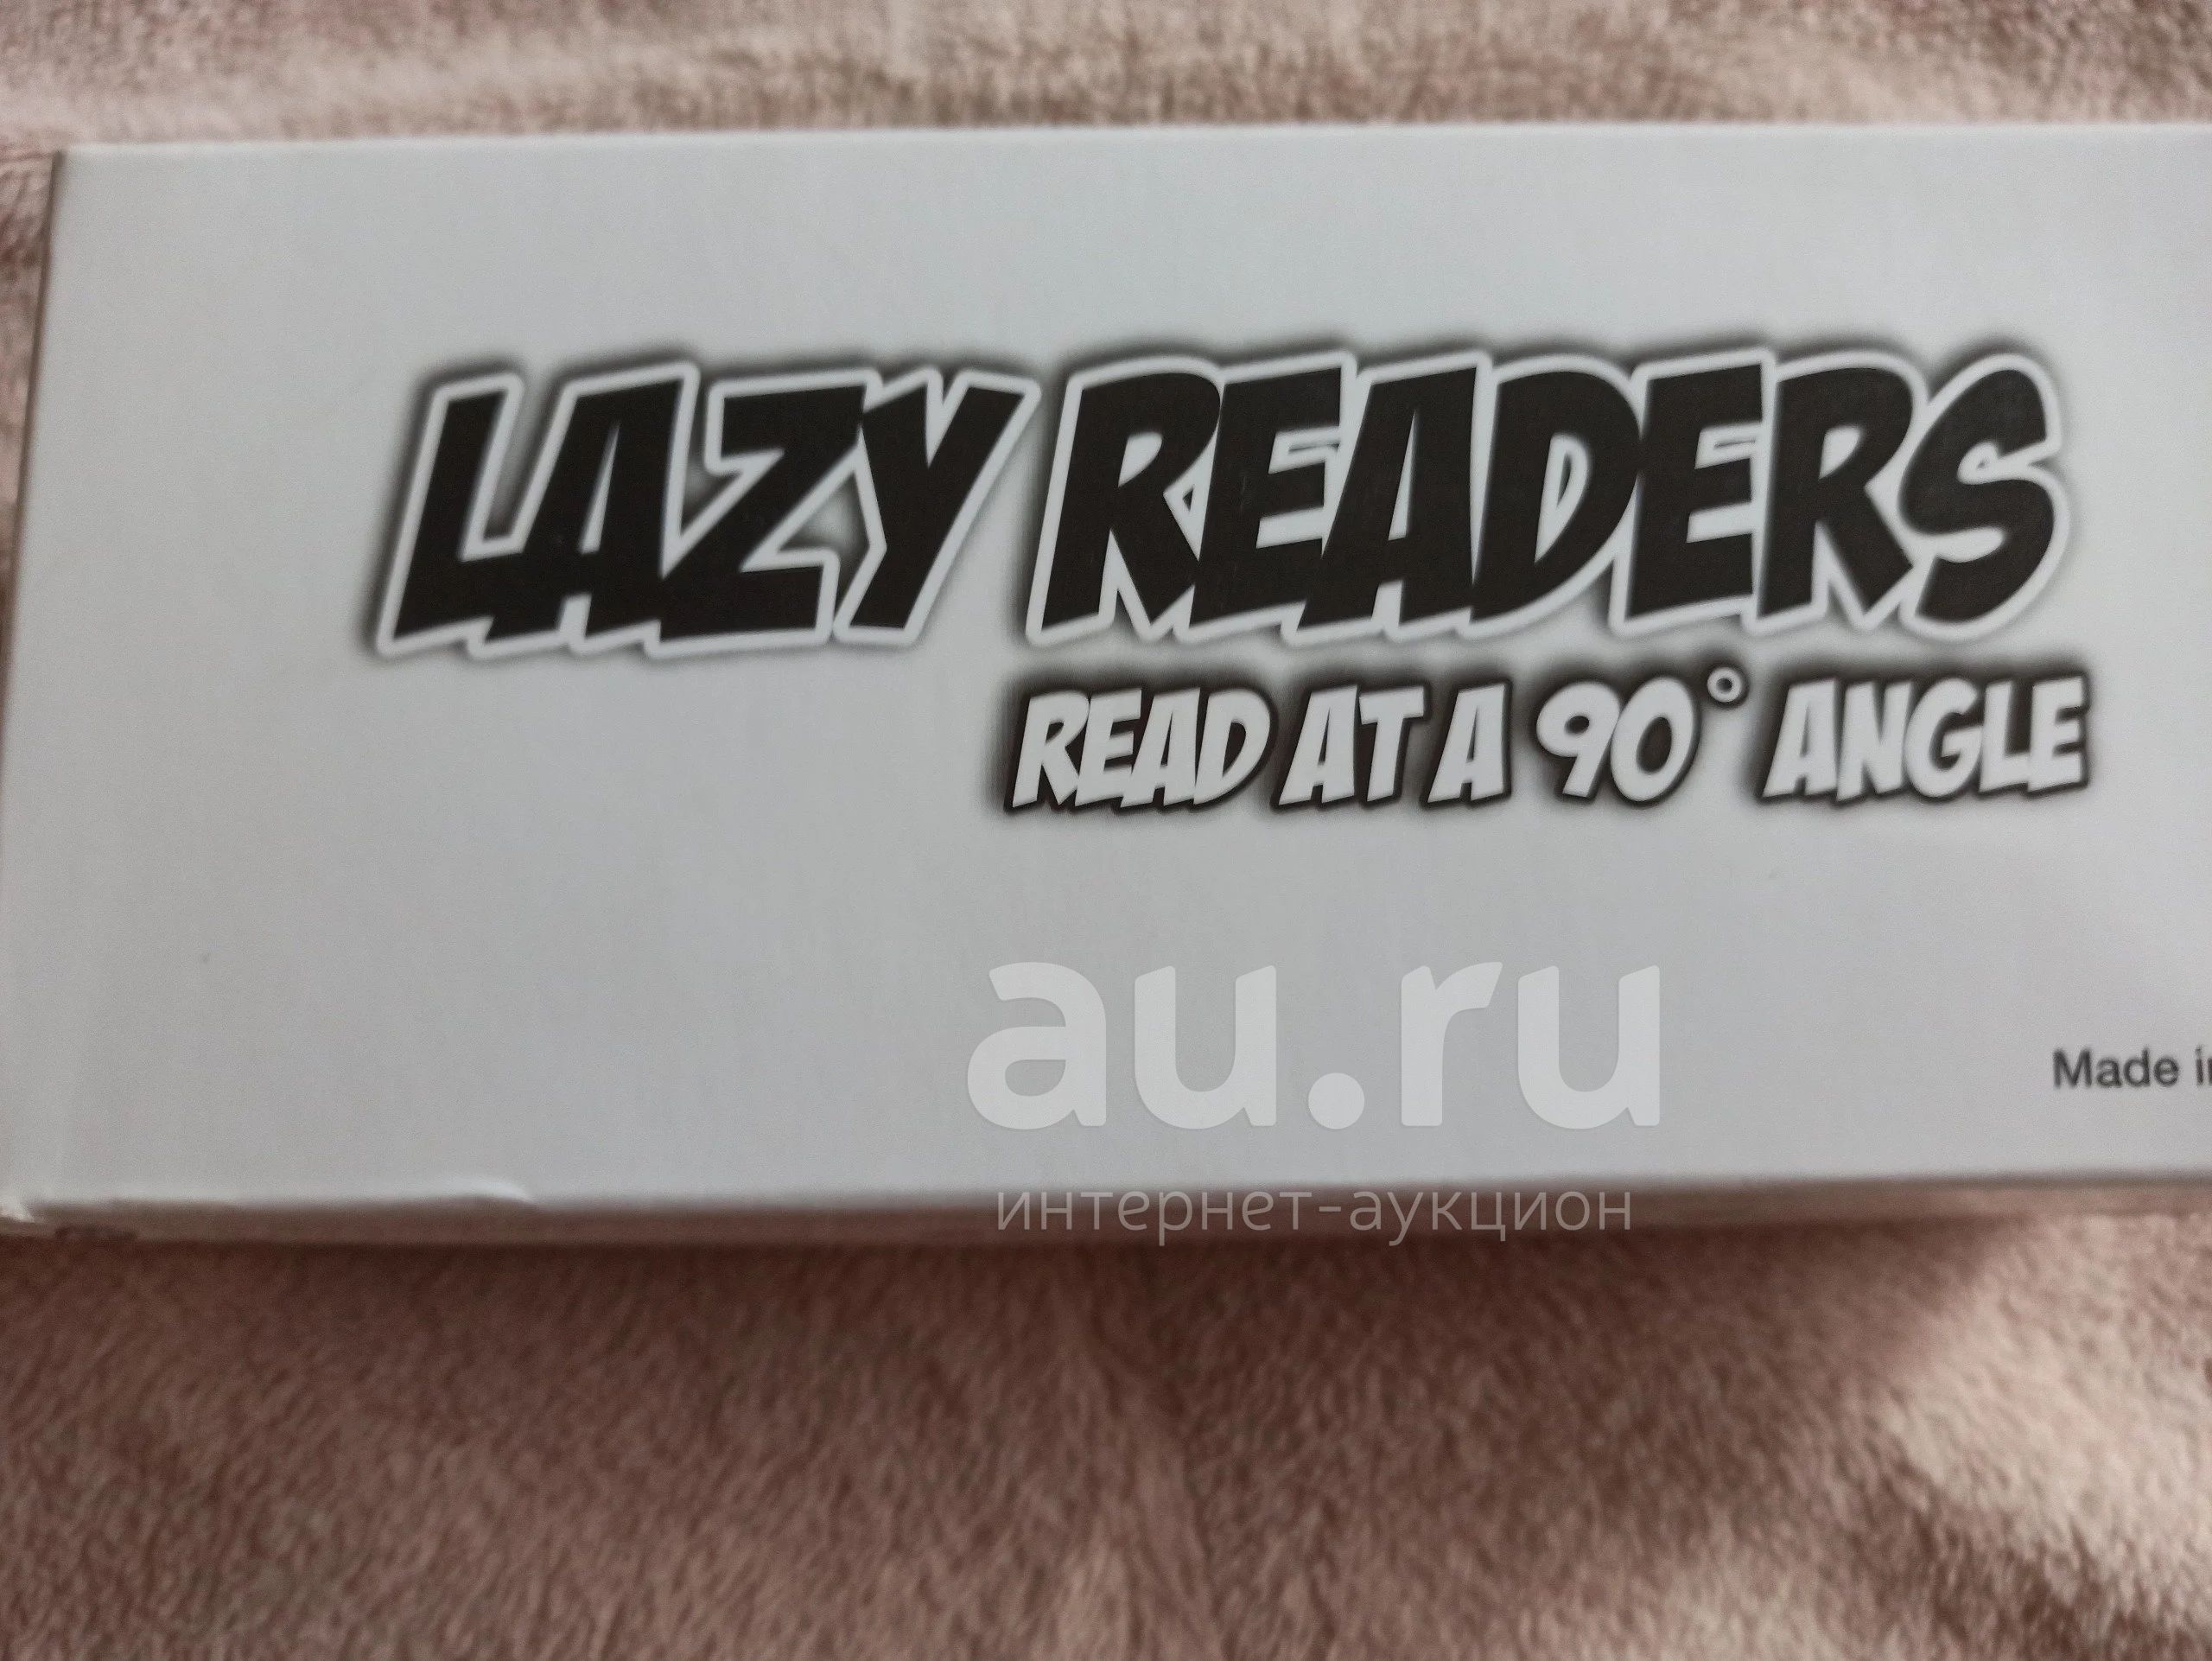 LAZY READERS
READ AT A 90° ANGLE
au.ru
Made
интернет-аукцион